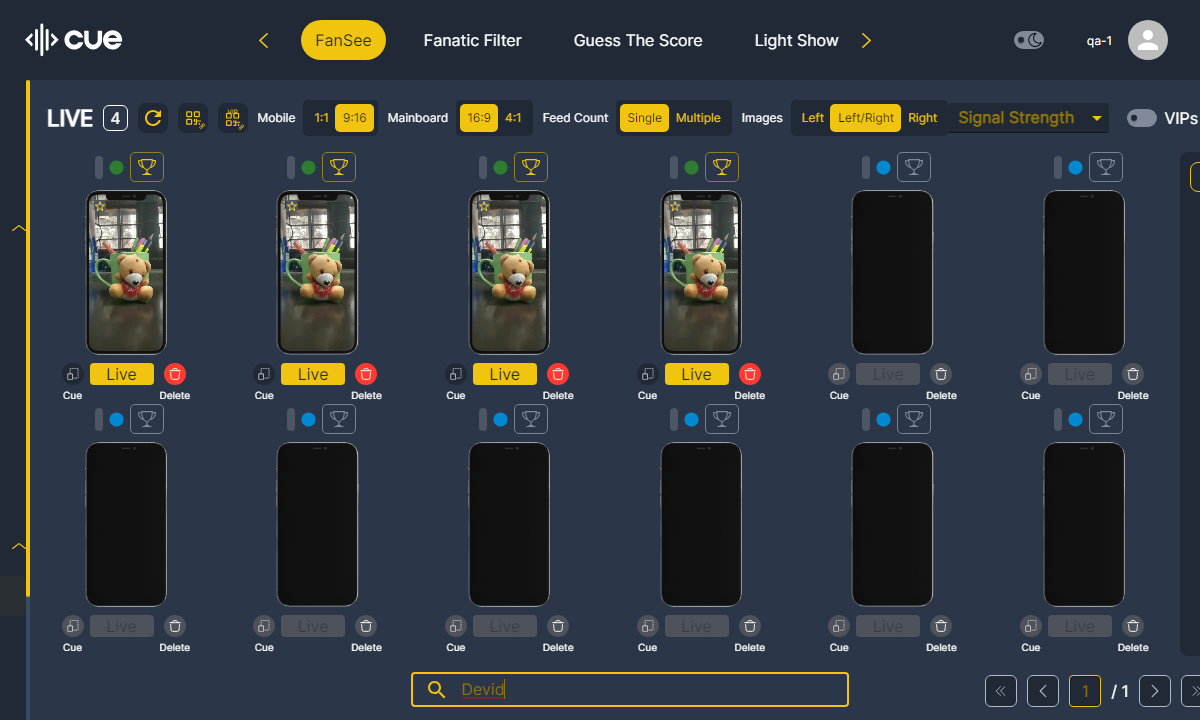 cue FanSee Fanatic Filter Guess The Score Light Show qa-1
LIVE 4 Mobile 1:1 9:16 Mainboard 16:9 4:1 Feed Count Single Multiple Images Left Left/Right Right Signal Strength VIPs
Live Live Live Live Live Live
Cue Delete Cue Delete Cue Delete Cue Delete Cue Delete Cue Delete
Live Live Live Live Live Live
Cue Delete Cue Delete Cue Delete Cue Delete Cue Delete Cue Delete
Devid 1 / 1